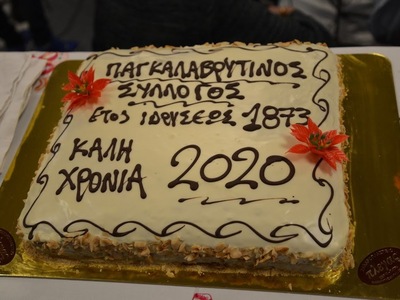 ΠΑΓΚΑΛΑΒΡΥΤΙΝΟΣ
ΣΥΛΛΟΓΟΣ
ΕΤΟΣ ΙΔΡΥΣΕΩΣ 1873
ΚΑΛΗ
ΧΡΟΝΙΑ 2020